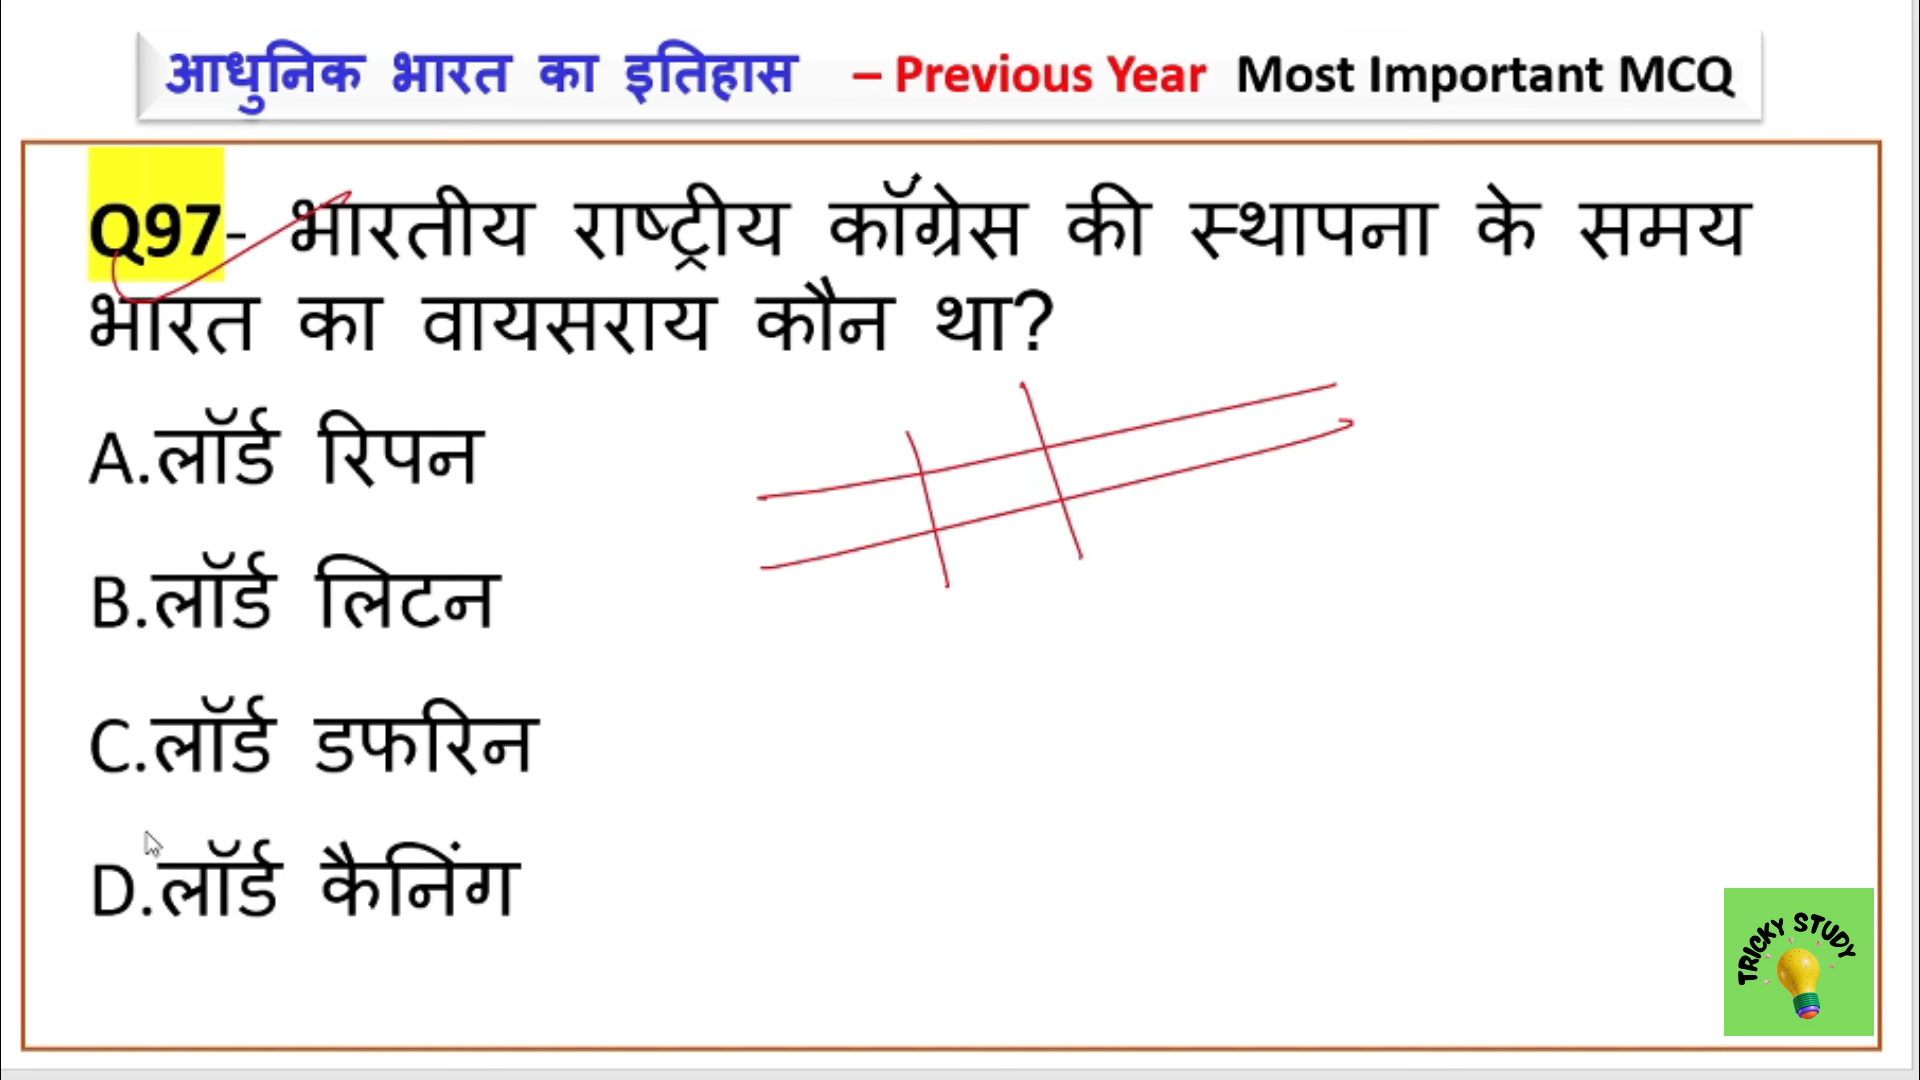 आधुनिक भारत का इतिहास – Previous Year Most Important MCQ
Q97- भारतीय राष्ट्रीय कॉंग्रेस की स्थापना के समय
भारत का वायसराय कौन था?
A.लॉर्ड रिपन
B.लॉर्ड लिटन
C.लॉर्ड डफरिन
D.लॉर्ड कैनिंग
TRICKY STUDY